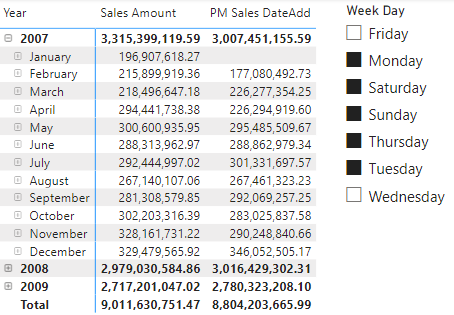 Year Sales Amount PM Sales DateAdd
2007 3,315,399,119.59 3,007,451,155.59
January 196,907,618.27
February 215,899,919.36 177,080,492.73
March 218,496,647.18 226,277,354.25
April 294,441,738.38 226,294,919.60
May 300,600,935.95 295,485,509.67
June 288,313,962.97 288,862,979.34
July 292,444,997.02 301,331,697.57
August 267,140,107.06 267,461,323.23
September 281,308,579.85 292,069,257.25
October 302,203,316.39 283,025,837.58
November 328,161,731.22 290,248,840.66
December 329,479,565.92 346,052,505.17
2008 2,979,030,584.86 3,016,429,302.31
2009 2,717,201,047.02 2,780,323,208.10
Total 9,011,630,751.47 8,804,203,665.99
Week Day
Friday
Monday
Saturday
Sunday
Thursday
Tuesday
Wednesday